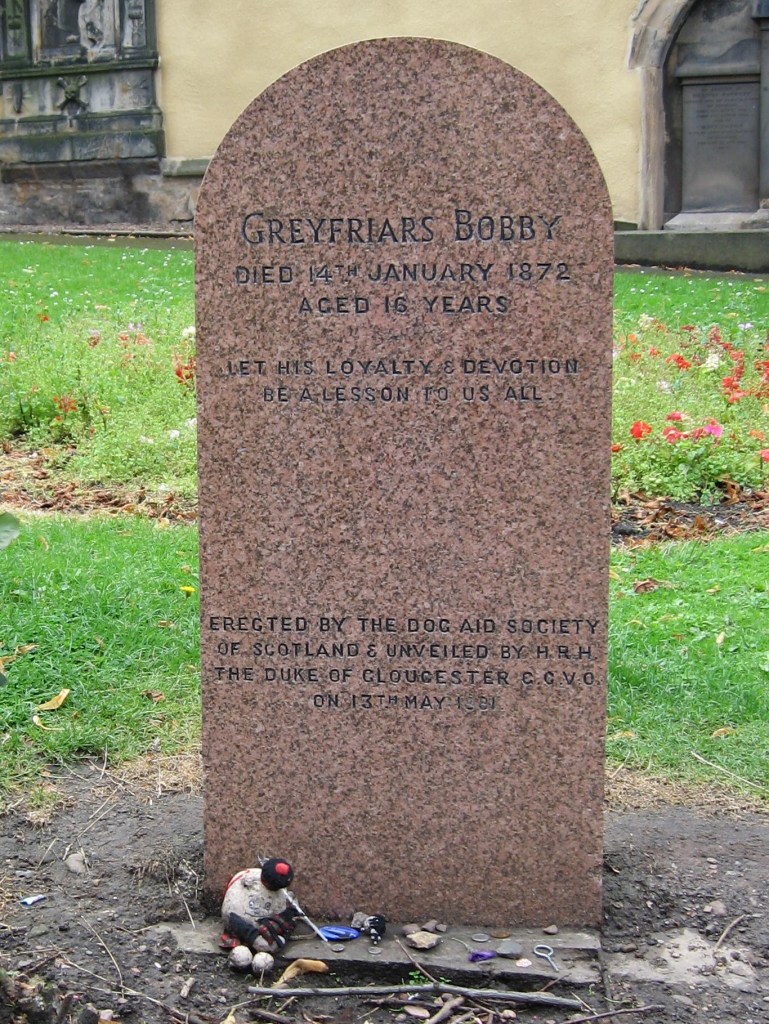 GREYFRIARS BOBBY
DIED 14TH JANUARY 1872
AGED 16 YEARS
LET HIS LOYALTY & DEVOTION
BE A LESSON TO US ALL.
ERECTED BY THE DOG AID SOCIETY
OF SCOTLAND & UNVEILED BY H.R.H.
THE DUKE OF GLOUCESTER G.C.V.O.
ON 13TH MAY 1981